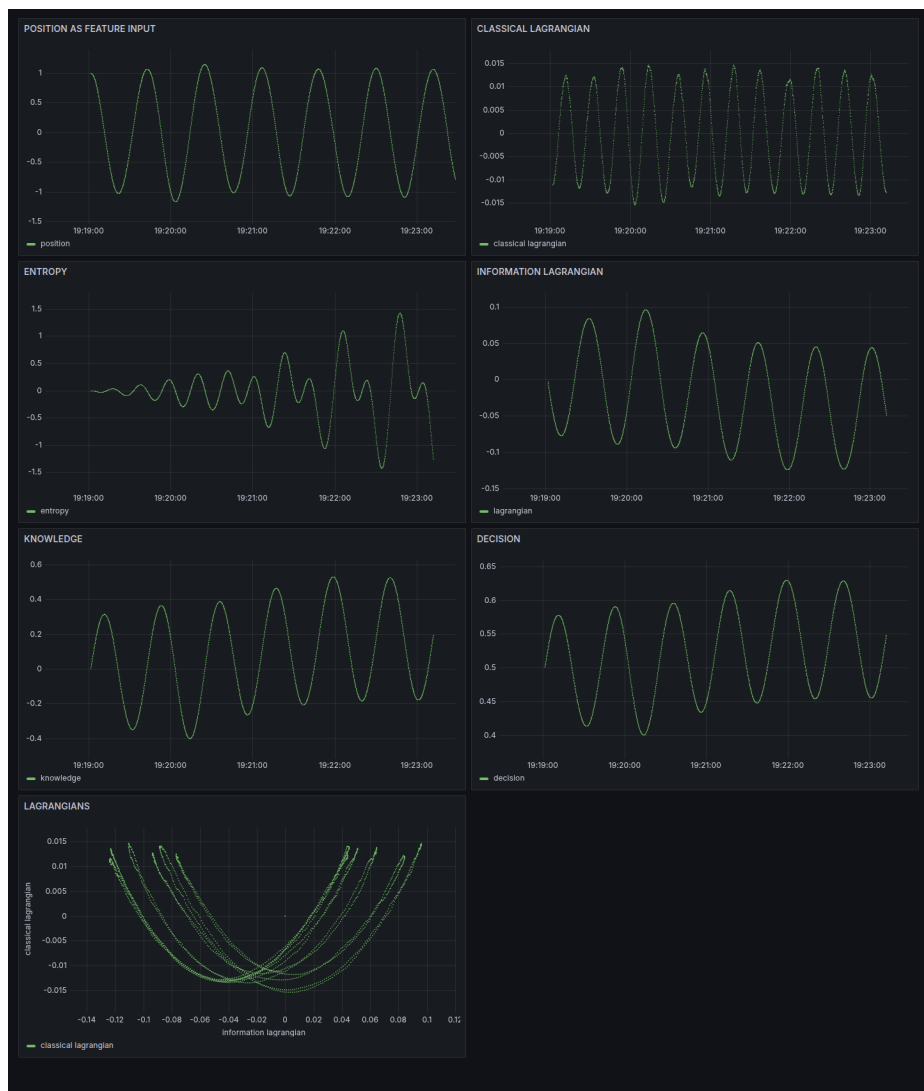 POSITION AS FEATURE INPUT
1
0.5
0
-0.5
-1
-1.5
19:19:00 19:20:00 19:21:00 19:22:00 19:23:00
position
CLASSICAL LAGRANGIAN
0.015
0.01
0.005
0
-0.005
-0.01
-0.015
19:19:00 19:20:00 19:21:00 19:22:00 19:23:00
classical lagrangian
ENTROPY
1.5
1
0.5
0
-0.5
-1
-1.5
19:19:00 19:20:00 19:21:00 19:22:00 19:23:00
entropy
INFORMATION LAGRANGIAN
0.1
0.05
0
-0.05
-0.1
-0.15
19:19:00 19:20:00 19:21:00 19:22:00 19:23:00
lagrangian
KNOWLEDGE
0.6
0.4
0.2
0
-0.2
-0.4
19:19:00 19:20:00 19:21:00 19:22:00 19:23:00
knowledge
DECISION
0.65
0.6
0.55
0.5
0.45
0.4
19:19:00 19:20:00 19:21:00 19:22:00 19:23:00
decision
LAGRANGIANS
classical lagrangian
0.015
0.01
0.005
0
-0.005
-0.01
-0.015
-0.14 -0.12 -0.1 -0.08 -0.06 -0.04 -0.02 0 0.02 0.04 0.06 0.08 0.1
information lagrangian
classical lagrangian